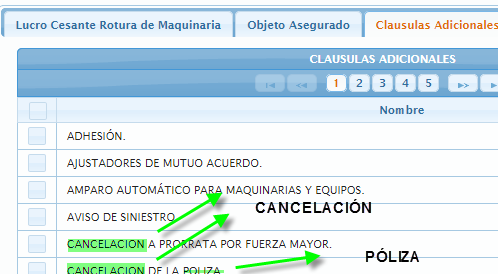 Lucro Cesante Rotura de Maquinaria Objeto Asegurado Clausulas Adicionales
CLAUSULAS ADICIONALES
1 2 3 4 5
Nombre
ADHESIÓN.
AJUSTADORES DE MUTUO ACUERDO.
AMPARO AUTOMÁTICO PARA MAQUINARIAS Y EQUIPOS.
AVISO DE SINIESTRO
CANCELACIÓN
CANCELACION A PRORRATA POR FUERZA MAYOR.
PÓLIZA
CANCELACION DE LA POLIZA.